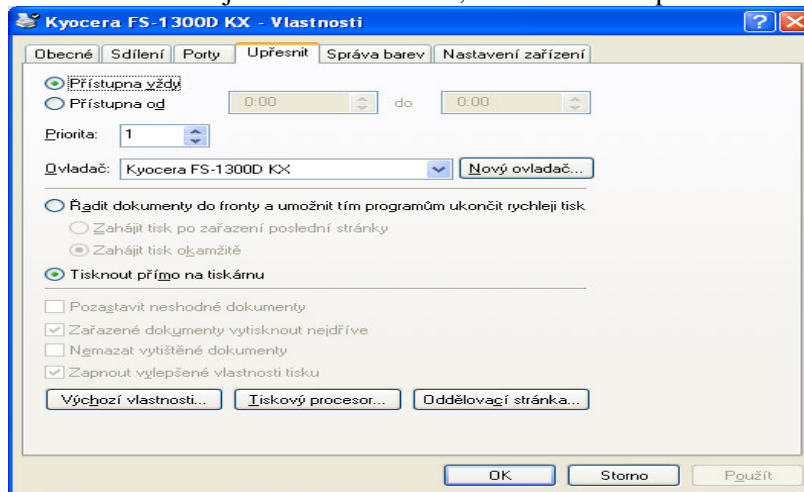 Kyocera FS-1300D KX - Vlastnosti
Obecné Sdílení Porty Upřesnit Správa barev Nastavení zařízení
Přístupna vždy
Přístupna od 0:00 do 0:00
Priorita: 1
Ovladač: Kyocera FS-1300D KX Nový ovladač...
Řadit dokumenty do fronty a umožnit tím programům ukončit rychleji tisk
Zahájit tisk po zařazení poslední stránky
Zahájit tisk okamžitě
Tisknout přímo na tiskárnu
Pozastavit neshodné dokumenty
Zařazené dokumenty vytisknout nejdříve
Nemazat vytištěné dokumenty
Zapnout vylepšené vlastnosti tisku
Výchozí vlastnosti... Tiskový procesor... Oddělovací stránka...
OK Storno Použít